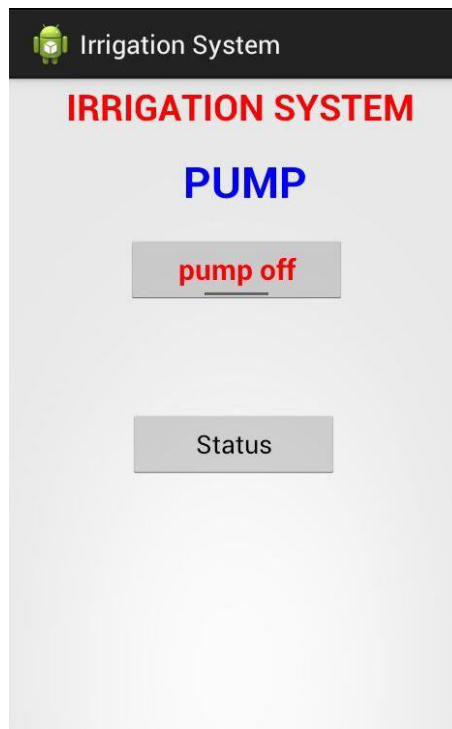 Irrigation System
IRRIGATION SYSTEM
PUMP
pump off
Status